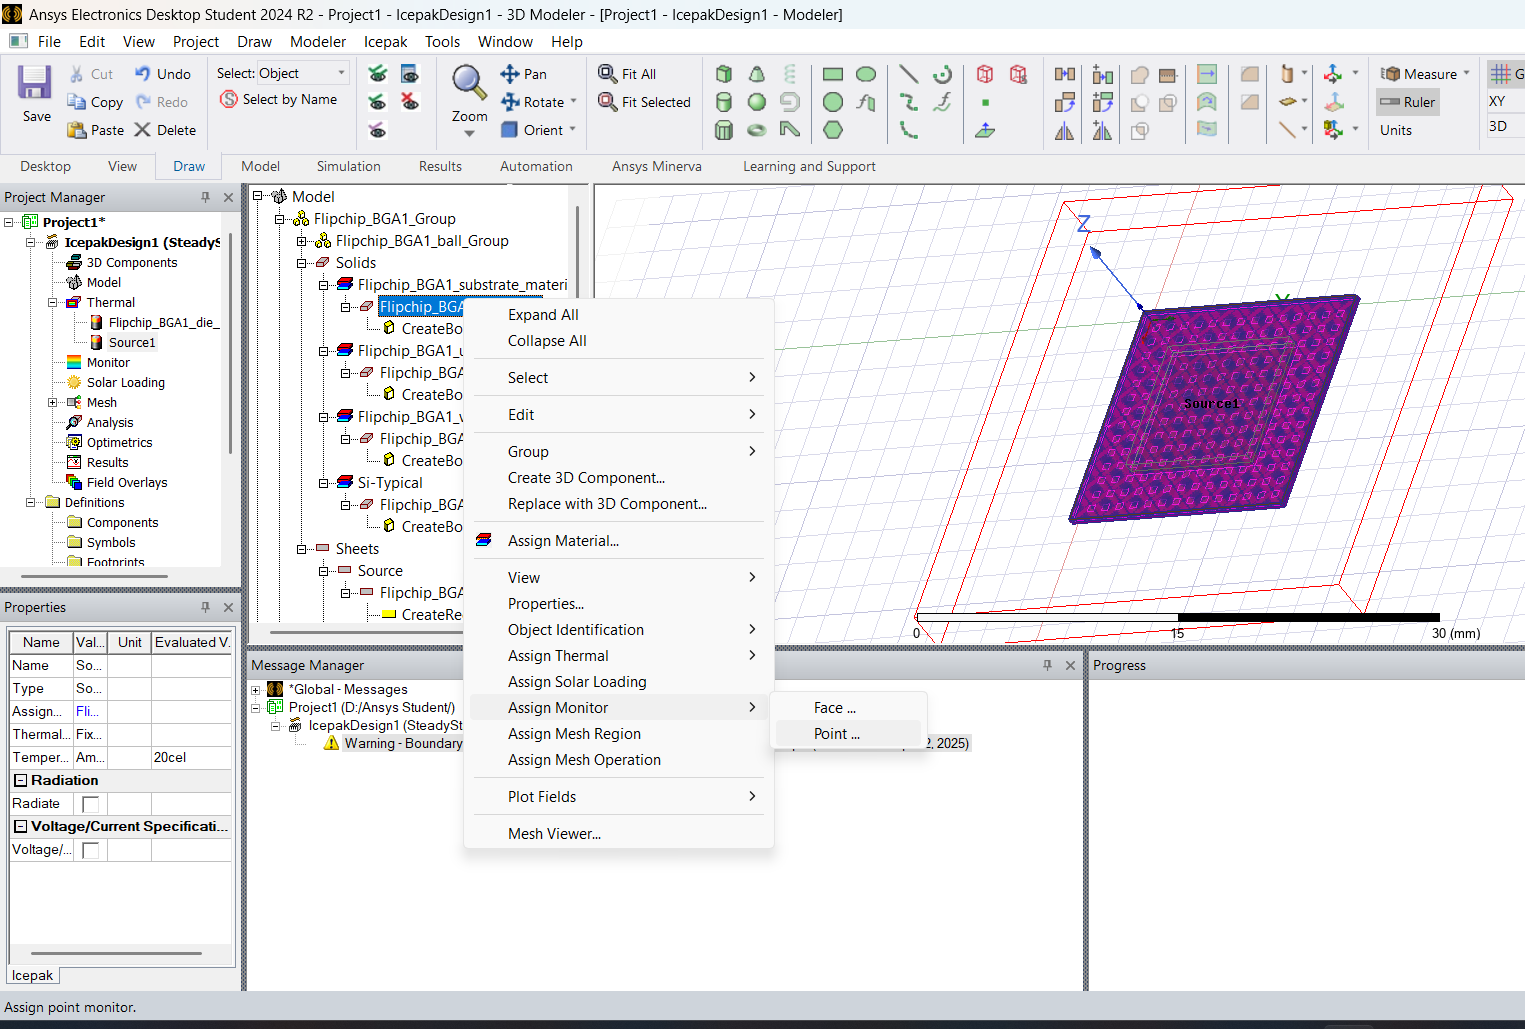 Ansys Electronics Desktop Student 2024 R2 - Project1 - IcepakDesign1 - 3D Modeler - [Project1 - IcepakDesign1 - Modeler]
File Edit View Project Draw Modeler Icepak Tools Window Help
Save
Cut
Copy
Paste
Undo
Redo
Delete
Select: Object
Select by Name
Zoom
Pan
Rotate
Orient
Fit All
Fit Selected
Measure
Ruler
Units
G
XY
3D
Desktop View Draw Model Simulation Results Automation Ansys Minerva Learning and Support
Project Manager
Project1*
IcepakDesign1 (SteadyS
3D Components
Model
Thermal
Flipchip_BGA1_die_
Source1
Monitor
Solar Loading
Mesh
Analysis
Optimetrics
Results
Field Overlays
Definitions
Components
Symbols
Footprints
Properties
Name Val... Unit Evaluated V.
Name So...
Type So...
Assign... Fli...
Thermal... Fix...
Temper... Am... 20cel
Radiation
Radiate
Voltage/Current Specificati...
Voltage/...
Icepak
Model
Flipchip_BGA1_Group
Flipchip_BGA1_ball_Group
Solids
Flipchip_BGA1_substrate_materi
Flipchip_BGA
CreateBo
Flipchip_BGA1_u
Flipchip_BGA
CreateBo
Flipchip_BGA1_v
Flipchip_BGA
CreateBo
Si-Typical
Flipchip_BGA
CreateBo
Sheets
Source
Flipchip_BGA
CreateRe
Expand All
Collapse All
Select
Edit
Group
Create 3D Component...
Replace with 3D Component...
Assign Material...
View
Properties...
Object Identification
Assign Thermal
Assign Solar Loading
Assign Monitor
Assign Mesh Region
Assign Mesh Operation
Plot Fields
Mesh Viewer...
Face ...
Point ...
Z
Y
Source1
0 15 30 (mm)
Message Manager
*Global - Messages
Project1 (D:/Ansys Student/)
IcepakDesign1 (SteadySt
Warning - Boundary
2, 2025)
Progress
Assign point monitor.